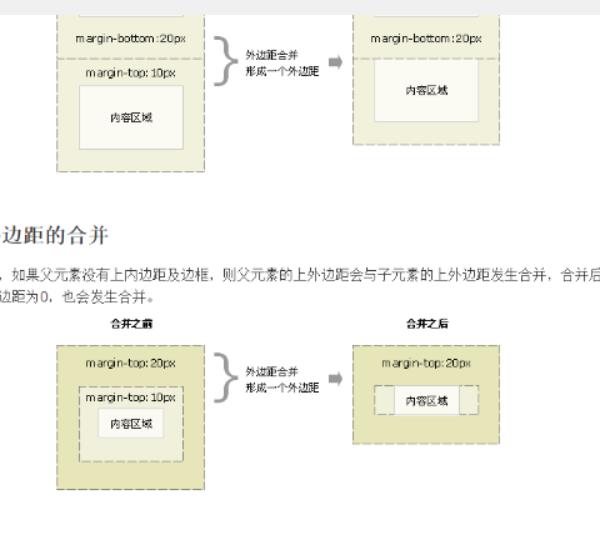 margin-bottom:20px
margin-top:10px
内容区域
外边距合并
形成一个外边距
margin-bottom:20px
内容区域
边距的合并
，如果父元素没有上内边距及边框，则父元素的上外边距会与子元素的上外边距发生合并，合并后
边距为0，也会发生合并。
合并之前
合并之后
margin-top:20px
margin-top:10px
内容区域
外边距合并
形成一个外边距
margin-top:20px
内容区域